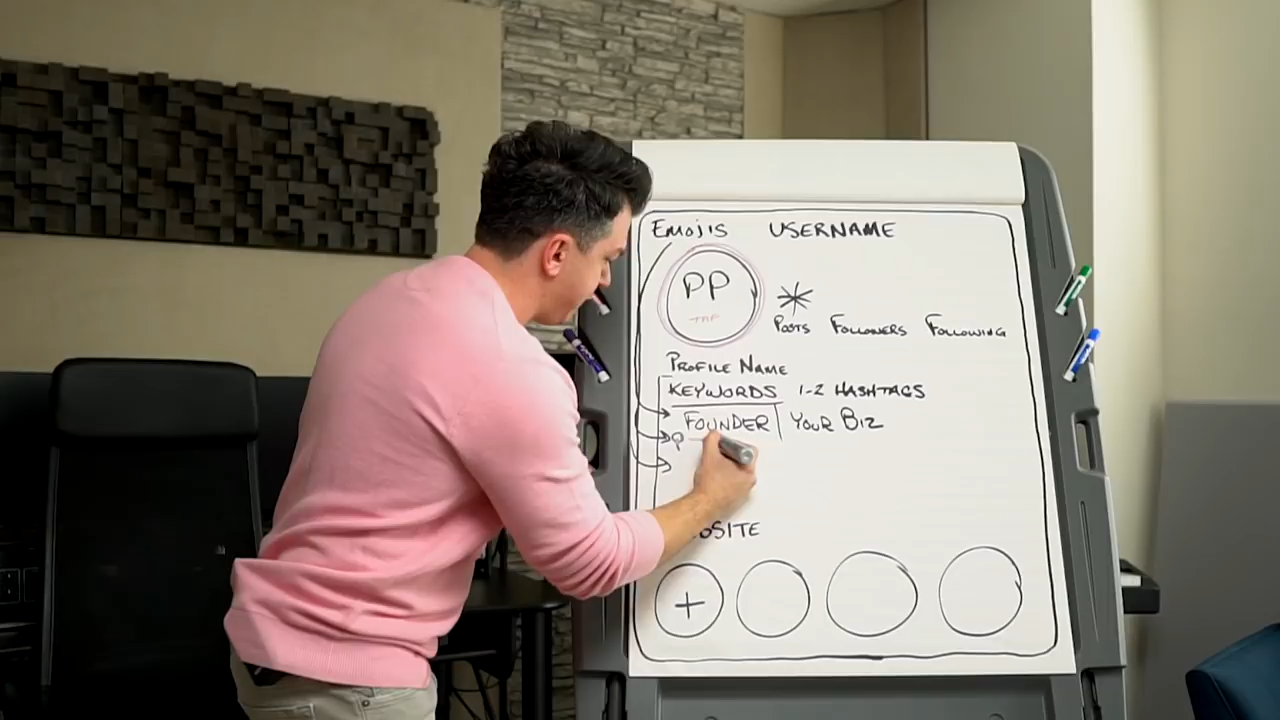 EMOJIS USERNAME
PP
TAP
POSTS FOLLOWERS FOLLOWING
PROFILE NAME
KEYWORDS 1-2 HASHTAGS
FOUNDER | YOUR BIZ